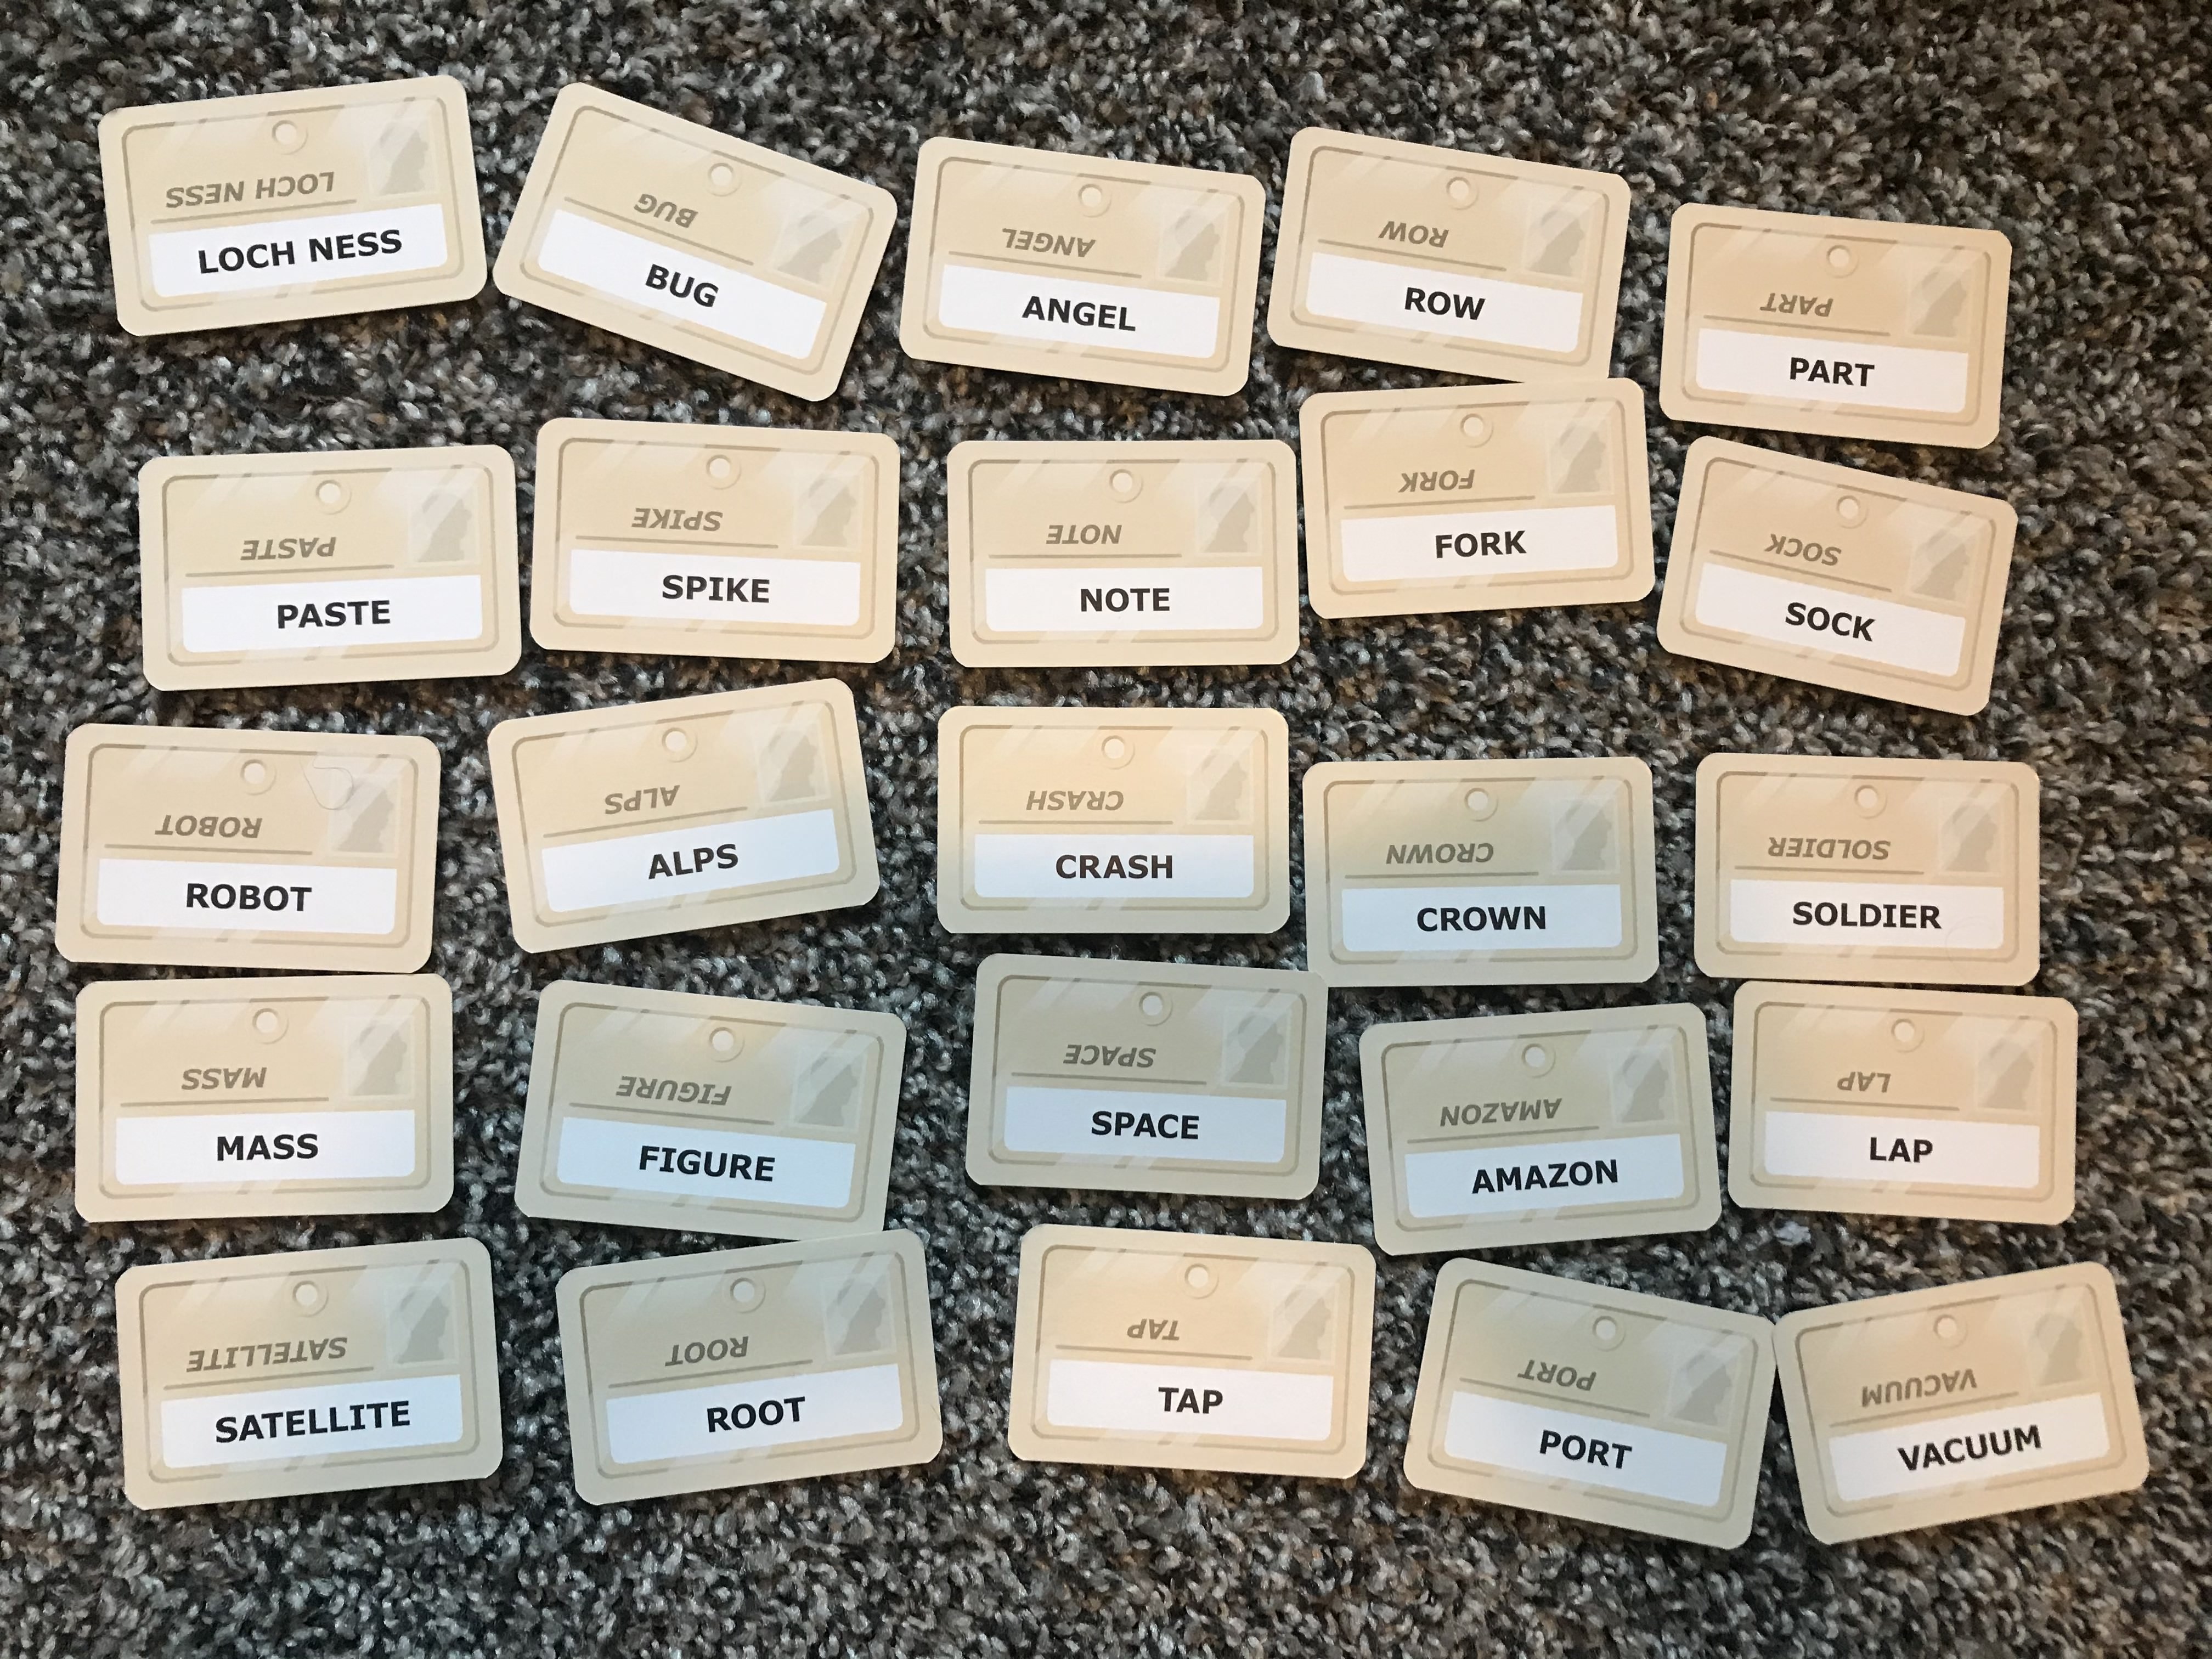 LOCH NESS
LOCH NESS
BUG
BUG
ANGEL
ANGEL
ROW
ROW
PART
PART
PASTE
PASTE
SPIKE
SPIKE
NOTE
NOTE
FORK
FORK
SOCK
SOCK
ROBOT
ROBOT
ALPS
ALPS
CRASH
CRASH
CROWN
CROWN
SOLDIER
SOLDIER
MASS
MASS
FIGURE
FIGURE
SPACE
SPACE
AMAZON
AMAZON
LAP
LAP
SATELLITE
SATELLITE
ROOT
ROOT
TAP
TAP
PORT
PORT
VACUUM
VACUUM